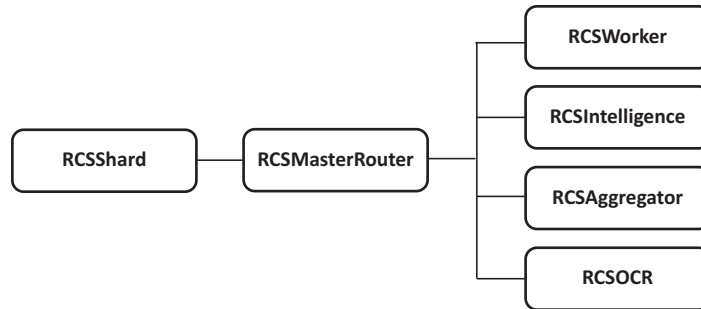 RCSWorker
RCSIntelligence
RCSShard
RCSMasterRouter
RCSAggregator
RCSOCR